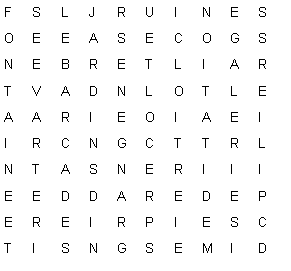 F S L J R U I N E S
O E E A S E C O G S
N E B R E T L I A R
T V A D N L O T L E
A A R I E O I A E I
I R C N G C T T R L
N T A S N E R I I I
E E D D A R E D E P
E R E I R P I E S C
T I S N G S E M I D